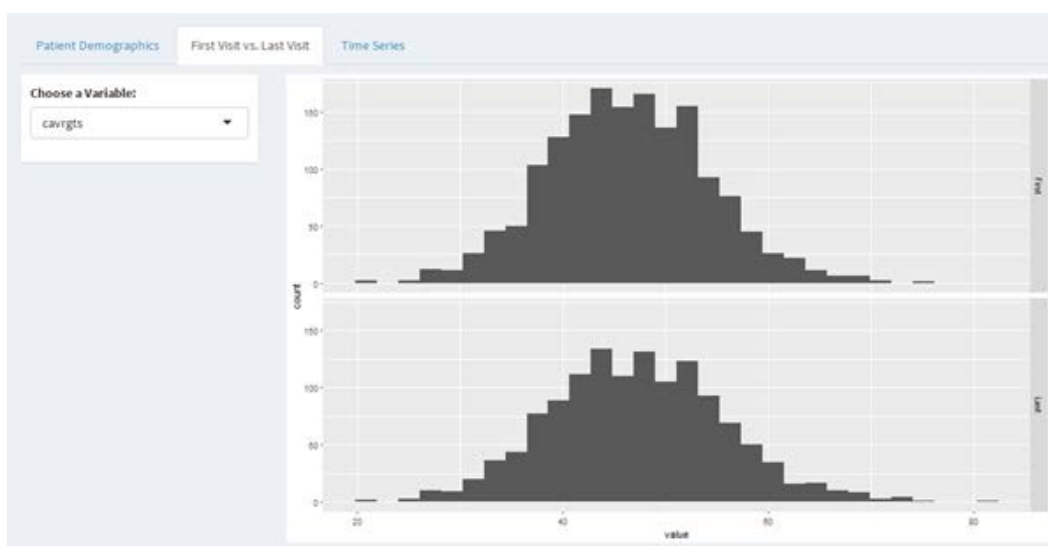 Patient Demographics First Visit vs. Last Visit Time Series
Choose a Variable:
cavrgts
150
100
50
0
First
count
150
100
50
0
Last
20 40 60 80
value